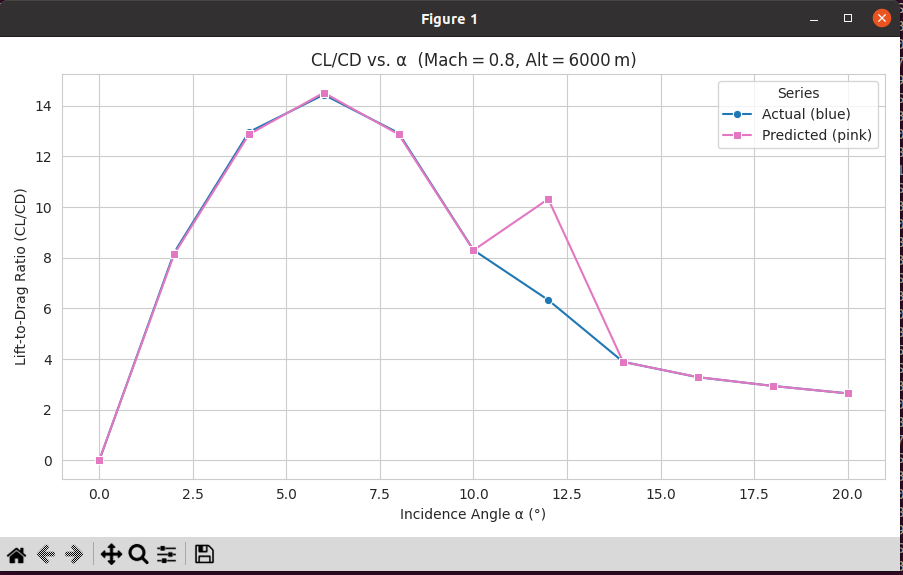 Figure 1
CL/CD vs. α  (Mach = 0.8, Alt = 6000 m)
Series
Actual (blue)
Predicted (pink)
14
12
10
8
6
4
2
0
Lift-to-Drag Ratio (CL/CD)
0.0 2.5 5.0 7.5 10.0 12.5 15.0 17.5 20.0
Incidence Angle α (°)